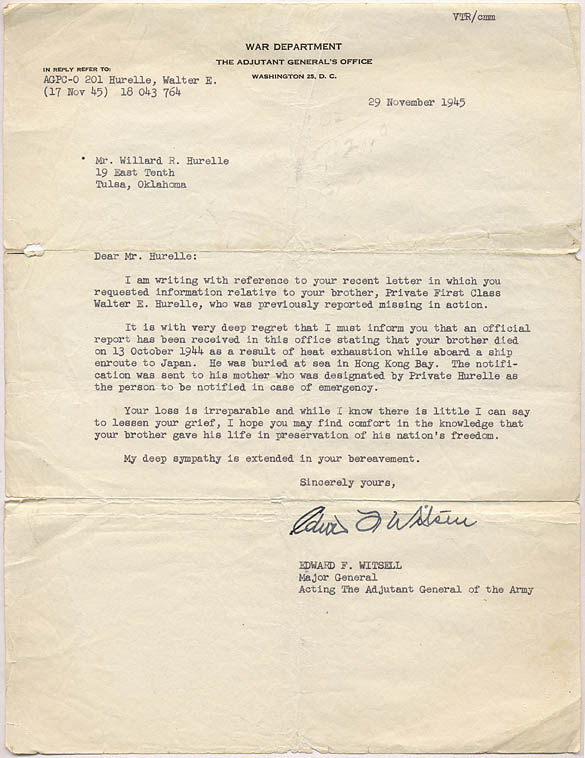 VTR/cmm
WAR DEPARTMENT
THE ADJUTANT GENERAL'S OFFICE
WASHINGTON 25, D. C.
IN REPLY REFER TO:
AGPC-O 201 Hurelle, Walter E.
(17 Nov 45) 18 043 764
29 November 1945
Mr. Willard R. Hurelle
19 East Tenth
Tulsa, Oklahoma
Dear Mr. Hurelle:
I am writing with reference to your recent letter in which you
requested information relative to your brother, Private First Class
Walter E. Hurelle, who was previously reported missing in action.
It is with very deep regret that I must inform you that an official
report has been received in this office stating that your brother died
on 13 October 1944 as a result of heat exhaustion while aboard a ship
enroute to Japan. He was buried at sea in Hong Kong Bay. The notifi-
cation was sent to his mother who was designated by Private Hurelle as
the person to be notified in case of emergency.
Your loss is irreparable and while I know there is little I can say
to lessen your grief, I hope you may find comfort in the knowledge that
your brother gave his life in preservation of his nation's freedom.
My deep sympathy is extended in your bereavement.
Sincerely yours,
Edward F. Witsell
EDWARD F. WITSELL
Major General
Acting The Adjutant General of the Army